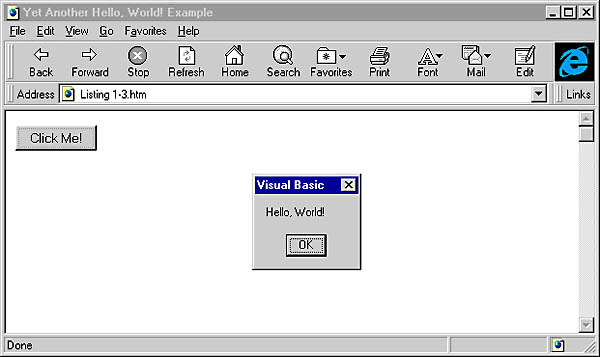 Yet Another Hello, World! Example
File Edit View Go Favorites Help
Back Forward Stop Refresh Home Search Favorites Print Font Mail Edit
Address Listing 1-3.htm Links
Click Me!
Visual Basic
Hello, World!
OK
Done